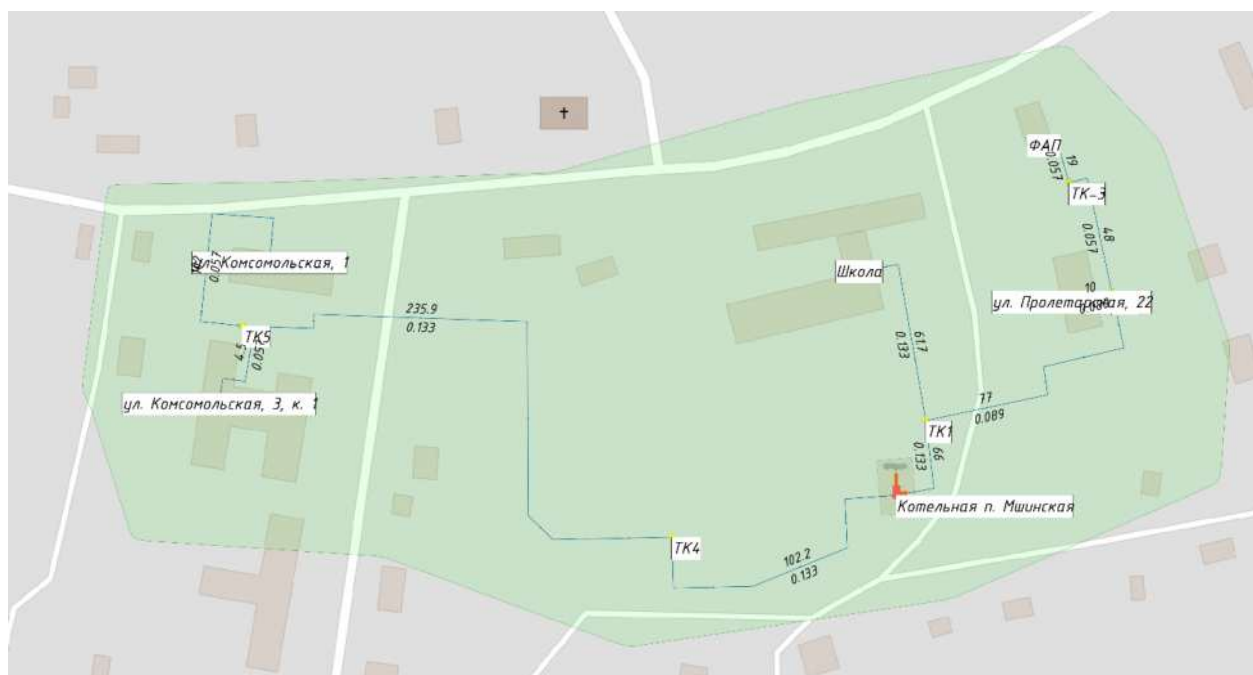 ФАП
19
0.057
ТК-3
48
0.057
ул. Комсомольская, 1
0.057
Школа
10
ул. Пролетарская, 22
235.9
0.133
ТК5
4.5
0.057
61.7
0.133
ул. Комсомольская, 3, к. 1
77
0.089
ТК1
66
0.133
Котельная п. Мшинская
ТК4
102.2
0.133